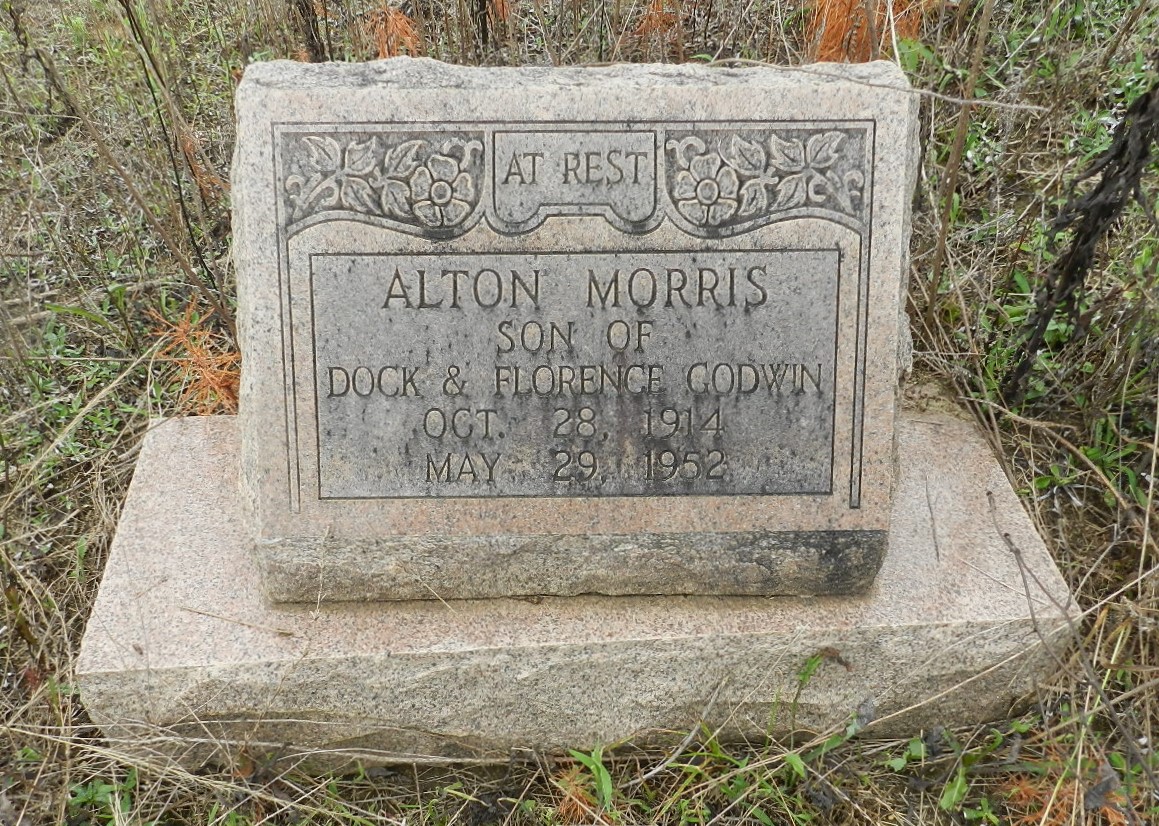 AT REST
ALTON MORRIS
SON OF
DOCK & FLORENCE GODWIN
OCT. 28, 1914
MAY 29, 1952